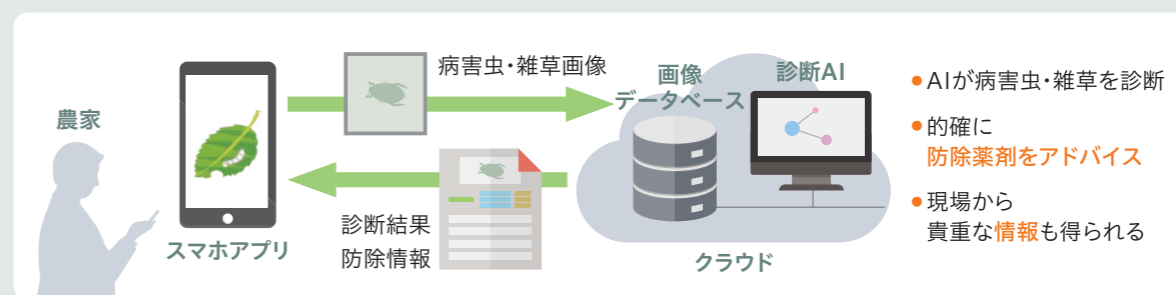 農家
スマホアプリ
病害虫・雑草画像
診断結果
防除情報
画像
データベース
診断AI
クラウド
●AIが病害虫・雑草を診断
●的確に
防除薬剤をアドバイス
●現場から
貴重な情報も得られる